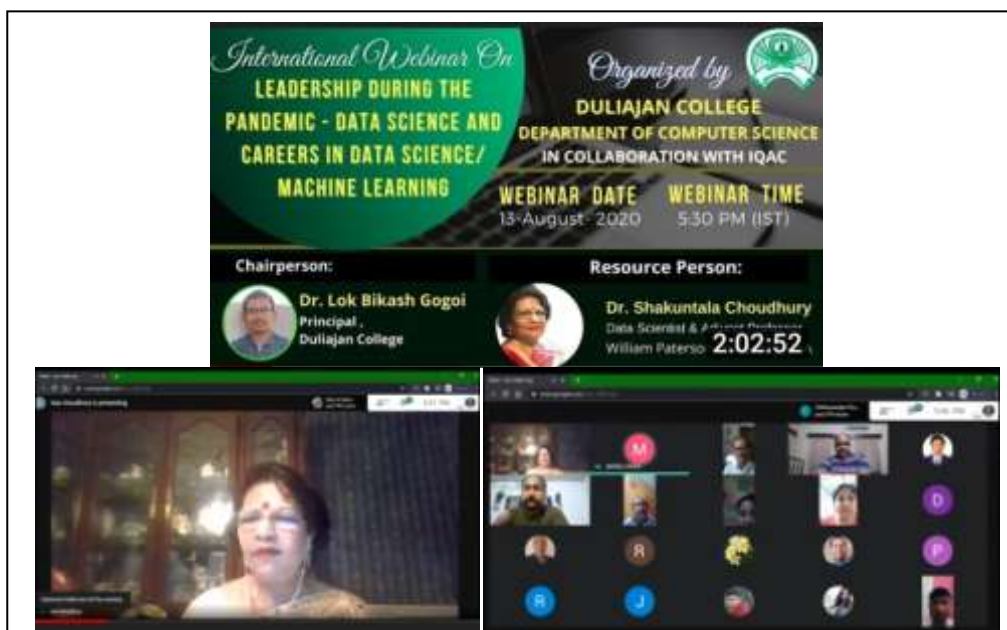 International Webinar On
LEADERSHIP DURING THE
PANDEMIC - DATA SCIENCE AND
CAREERS IN DATA SCIENCE/
MACHINE LEARNING
Organized by
DULIAJAN COLLEGE
DEPARTMENT OF COMPUTER SCIENCE
IN COLLABORATION WITH IQAC
WEBINAR DATE
13-August- 2020
WEBINAR TIME
5:30 PM (IST)
Chairperson:
Dr. Lok Bikash Gogoi
Principal ,
Duliajan College
Resource Person:
Dr. Shakuntala Choudhury
Data Scientist &
William Paterso
2:02:52
M
D
R
P
R
J